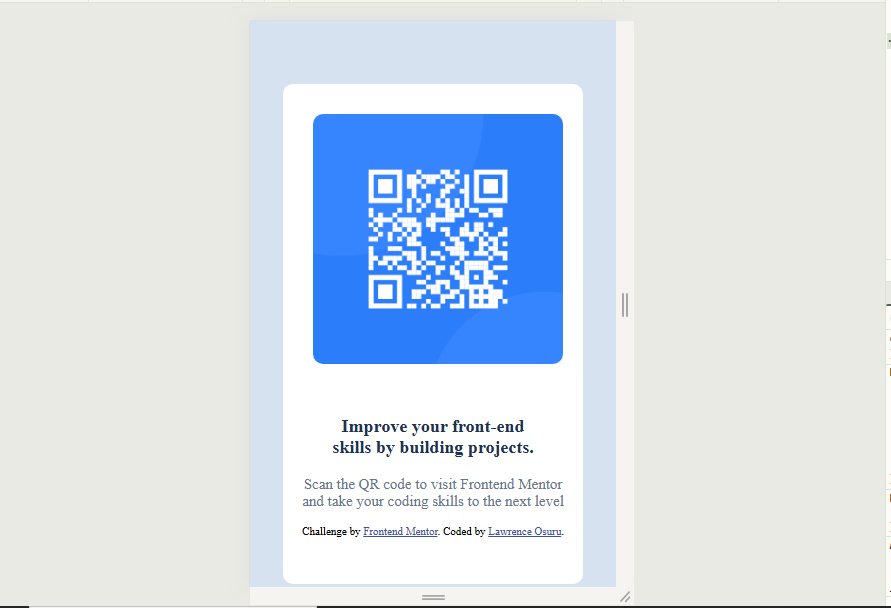 Improve your front-end
skills by building projects.
Scan the QR code to visit Frontend Mentor
and take your coding skills to the next level
Challenge by Frontend Mentor. Coded by Lawrence Osuru.